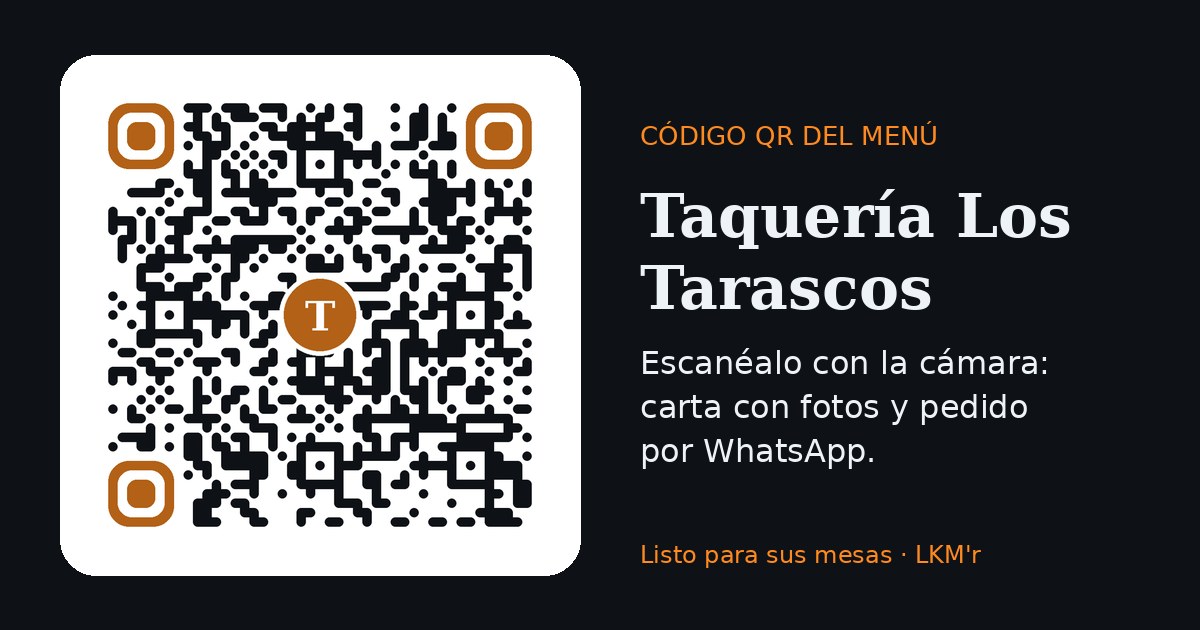 CÓDIGO QR DEL MENÚ
Taquería Los
Tarascos
T
Escanéalo con la cámara:
carta con fotos y pedido
por WhatsApp.
Listo para sus mesas · LKM'r